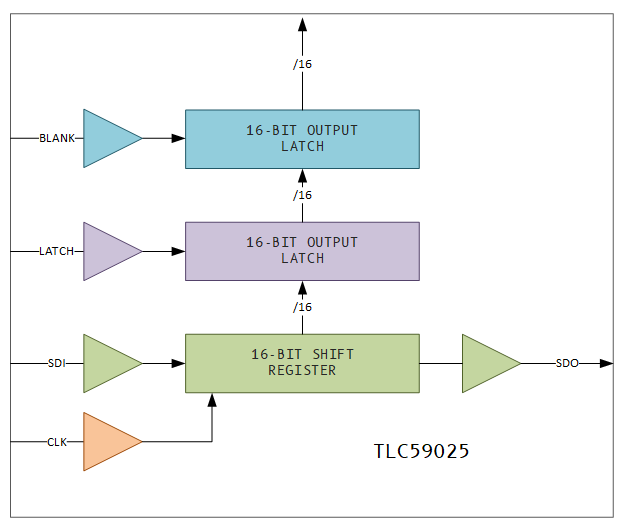 /16
BLANK
16-BIT OUTPUT
LATCH
/16
LATCH
16-BIT OUTPUT
LATCH
/16
SDI
16-BIT SHIFT
REGISTER
SDO
CLK
TLC59025